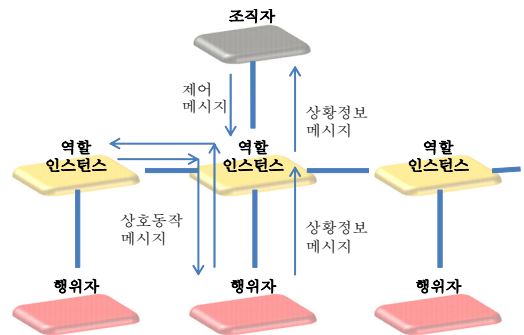 조직자
제어
메시지
상황정보
메시지
역할
인스턴스
역할
인스턴스
역할
인스턴스
상호동작
메시지
상황정보
메시지
행위자
행위자
행위자